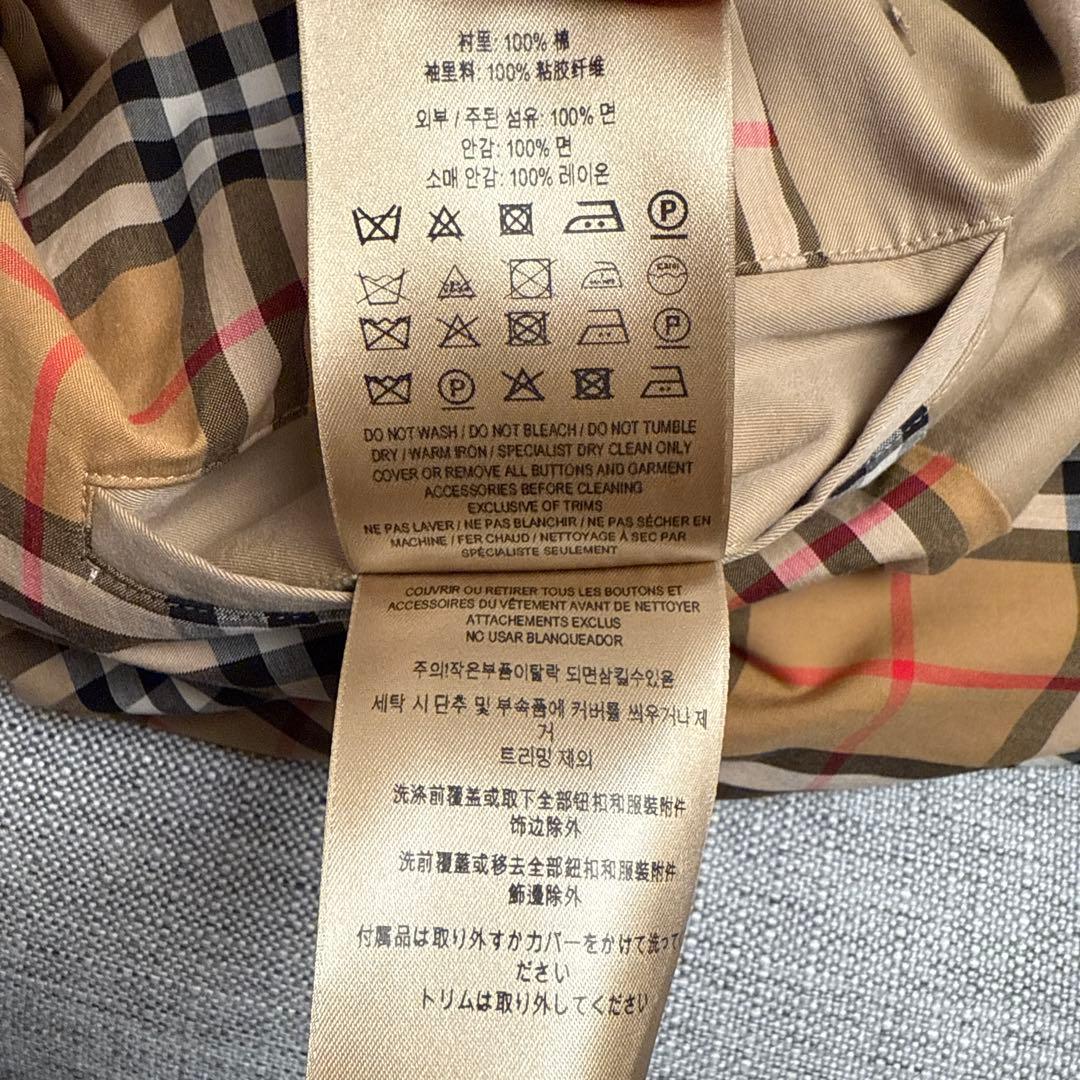 衬里: 100% 棉
袖里料: 100% 粘胶纤维
외부 / 주된 섬유: 100% 면
안감: 100% 면
소매 안감: 100% 레이온
P
P
P
DO NOT WASH / DO NOT BLEACH / DO NOT TUMBLE
DRY / WARM IRON / SPECIALIST DRY CLEAN ONLY
COVER OR REMOVE ALL BUTTONS AND GARMENT
ACCESSORIES BEFORE CLEANING
EXCLUSIVE OF TRIMS
NE PAS LAVER / NE PAS BLANCHIR / NE PAS SÉCHER EN
MACHINE / FER CHAUD / NETTOYAGE À SEC PAR
SPÉCIALISTE SEULEMENT
COUVRIR OU RETIRER TOUS LES BOUTONS ET
ACCESSOIRES DU VÊTEMENT AVANT DE NETTOYER
ATTACHEMENTS EXCLUS
NO USAR BLANQUEADOR
주의!작은부품이탈락 되면삼킬수있음
세탁 시 단추 및 부속품에 커버를 씌우거나 제
거
트리밍 제외
洗涤前覆盖或取下全部钮扣和服装附件
饰边除外
洗前覆蓋或移去全部鈕扣和服裝附件
飾邊除外
付属品は取り外すかカバーをかけて洗って
ださい
トリムは取り外してください